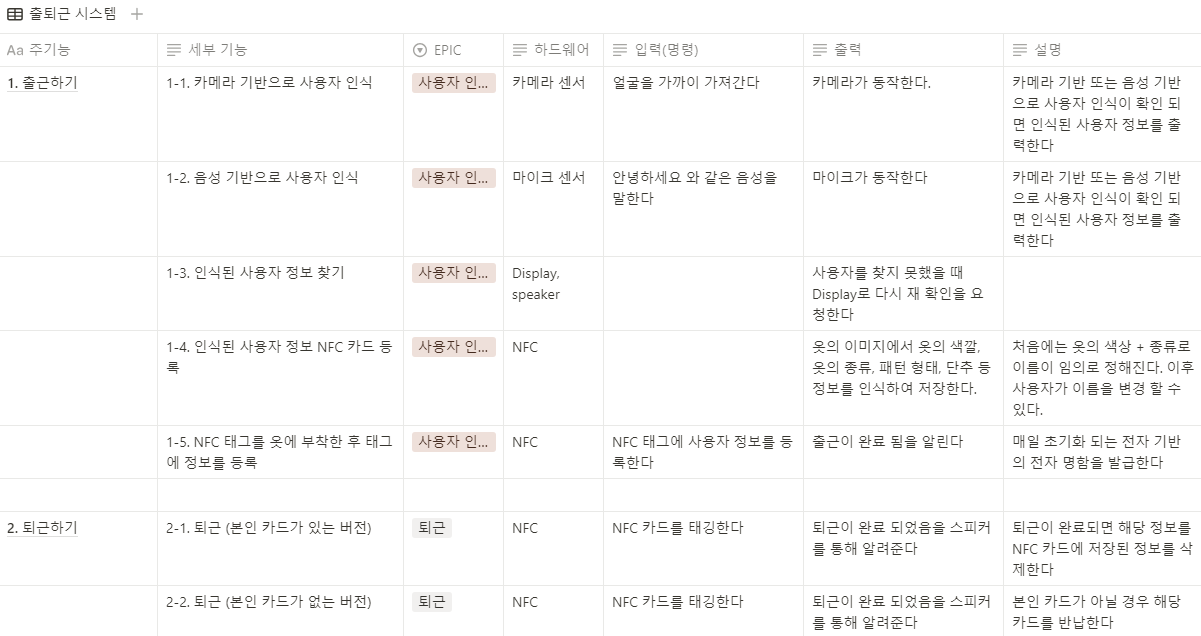 출퇴근 시스템
Aa 주기능 세부 기능 EPIC 하드웨어 입력(명령) 출력 설명
1. 출근하기 1-1. 카메라 기반으로 사용자 인식 사용자 인... 카메라 센서 얼굴을 가까이 가져간다 카메라가 동작한다. 카메라 기반 또는 음성 기반
으로 사용자 인식이 확인 되
면 인식된 사용자 정보를 출
력한다
1-2. 음성 기반으로 사용자 인식 사용자 인... 마이크 센서 안녕하세요 와 같은 음성을 마이크가 동작한다 카메라 기반 또는 음성 기반
말한다 으로 사용자 인식이 확인 되
면 인식된 사용자 정보를 출
력한다
1-3. 인식된 사용자 정보 찾기 사용자 인... Display, 사용자를 찾지 못했을 때
speaker Display로 다시 재 확인을 요
청한다
1-4. 인식된 사용자 정보 NFC 카드 등 사용자 인... NFC 옷의 이미지에서 옷의 색깔, 처음에는 옷의 색상 + 종류로
록 옷의 종류, 패턴 형태, 단추 등 이름이 임의로 정해진다. 이후
정보를 인식하여 저장한다. 사용자가 이름을 변경 할 수
있다.
1-5. NFC 태그를 옷에 부착한 후 태그 사용자 인... NFC NFC 태그에 사용자 정보를 등 출근이 완료 됨을 알린다 매일 초기화 되는 전자 기반
에 정보를 등록 록한다 의 전자 명함을 발급한다
2. 퇴근하기 2-1. 퇴근 (본인 카드가 있는 버전) 퇴근 NFC NFC 카드를 태깅한다 퇴근이 완료 되었음을 스피커 퇴근이 완료되면 해당 정보를
를 통해 알려준다 NFC 카드에 저장된 정보를 삭
제한다
2-2. 퇴근 (본인 카드가 없는 버전) 퇴근 NFC NFC 카드를 태깅한다 퇴근이 완료 되었음을 스피커 본인 카드가 아닐 경우 해당
를 통해 알려준다 카드를 반납한다